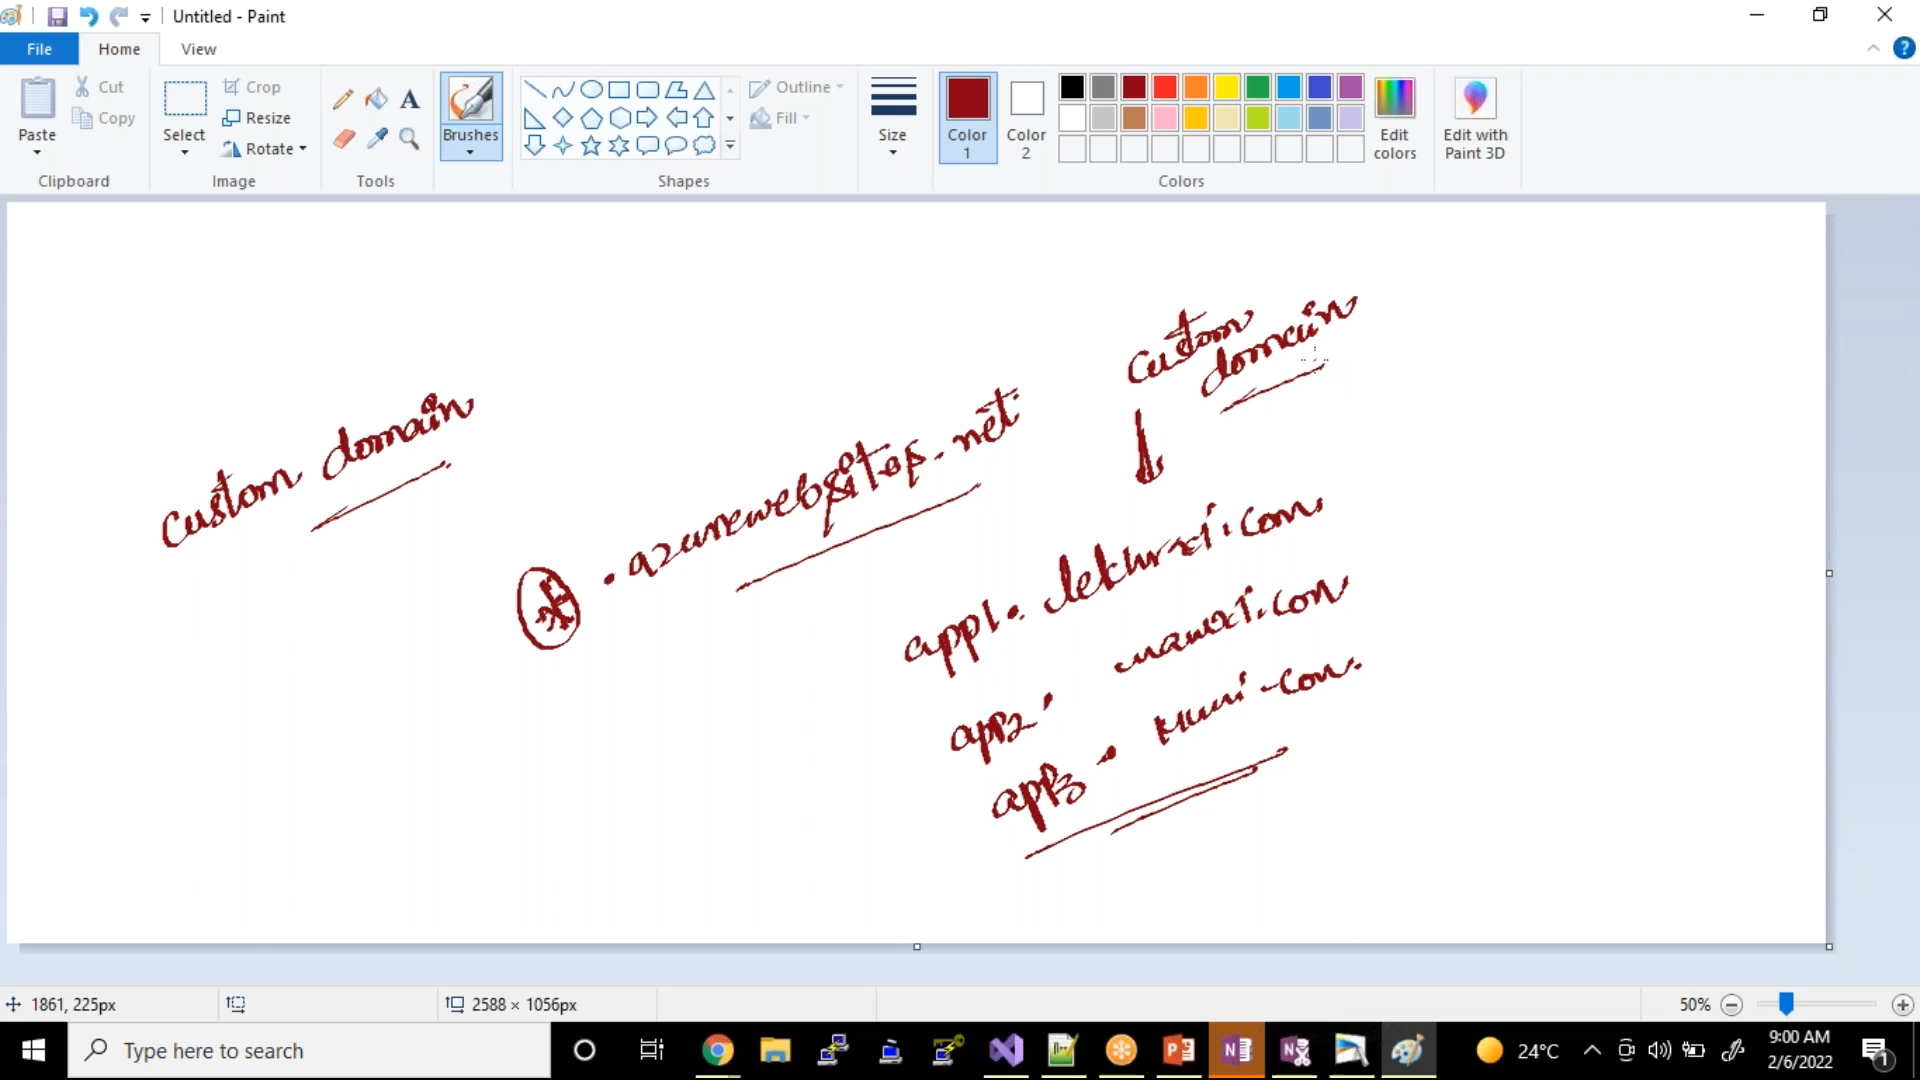 Untitled - Paint
File
Home
View
Paste
Cut
Copy
Clipboard
Select
Crop
Resize
Rotate
Image
Tools
Brushes
Outline
Fill
Shapes
Size
Color 1
Color 2
Edit colors
Edit with Paint 3D
Colors
custom domain
custom
domain
.azurewebsites.net
app1.
.com
app2.
app3.
1861, 225px
2588 × 1056px
50%
Type here to search
24°C
9:00 AM
2/6/2022
1